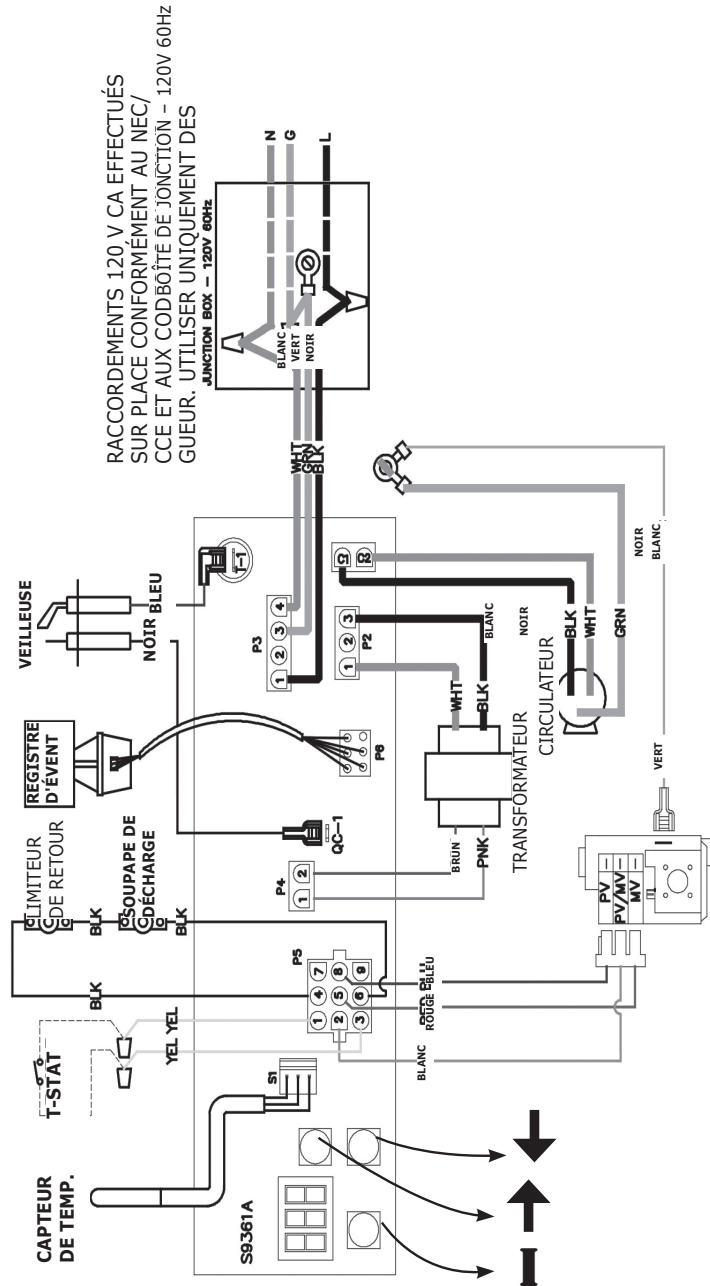 RACCORDEMENTS 120 V CA EFFECTUÉS
SUR PLACE CONFORMÉMENT AU NEC/
CCE ET AUX CODBOÎTE DE JONCTION – 120V 60Hz
GUEUR. UTILISER UNIQUEMENT DES
JUNCTION BOX – 120V 60Hz
N
G
L
BLANC
VERT
NOIR
WHT
GRN
BLK
VEILLEUSE
NOIR
BLEU
I-1
REGISTRE
D'ÉVENT
P6
QC-1
P3
1
2
3
4
P2
1
2
3
C1
C2
LIMITEUR
DE RETOUR
SOUPAPE DE
DÉCHARGE
BLK
BLK
BLK
BLK
P4
1
2
P5
1
2
3
4
5
6
7
8
9
T-STAT
YEL
YEL
S1
CAPTEUR
DE TEMP.
S9361A
BRUN
PNK
WHT
BLK
BLANC
NOIR
TRANSFORMATEUR
CIRCULATEUR
BLK
WHT
GRN
NOIR
BLANC
VERT
BLEU
ROUGE
BLANC
PV
PV/MV
MV